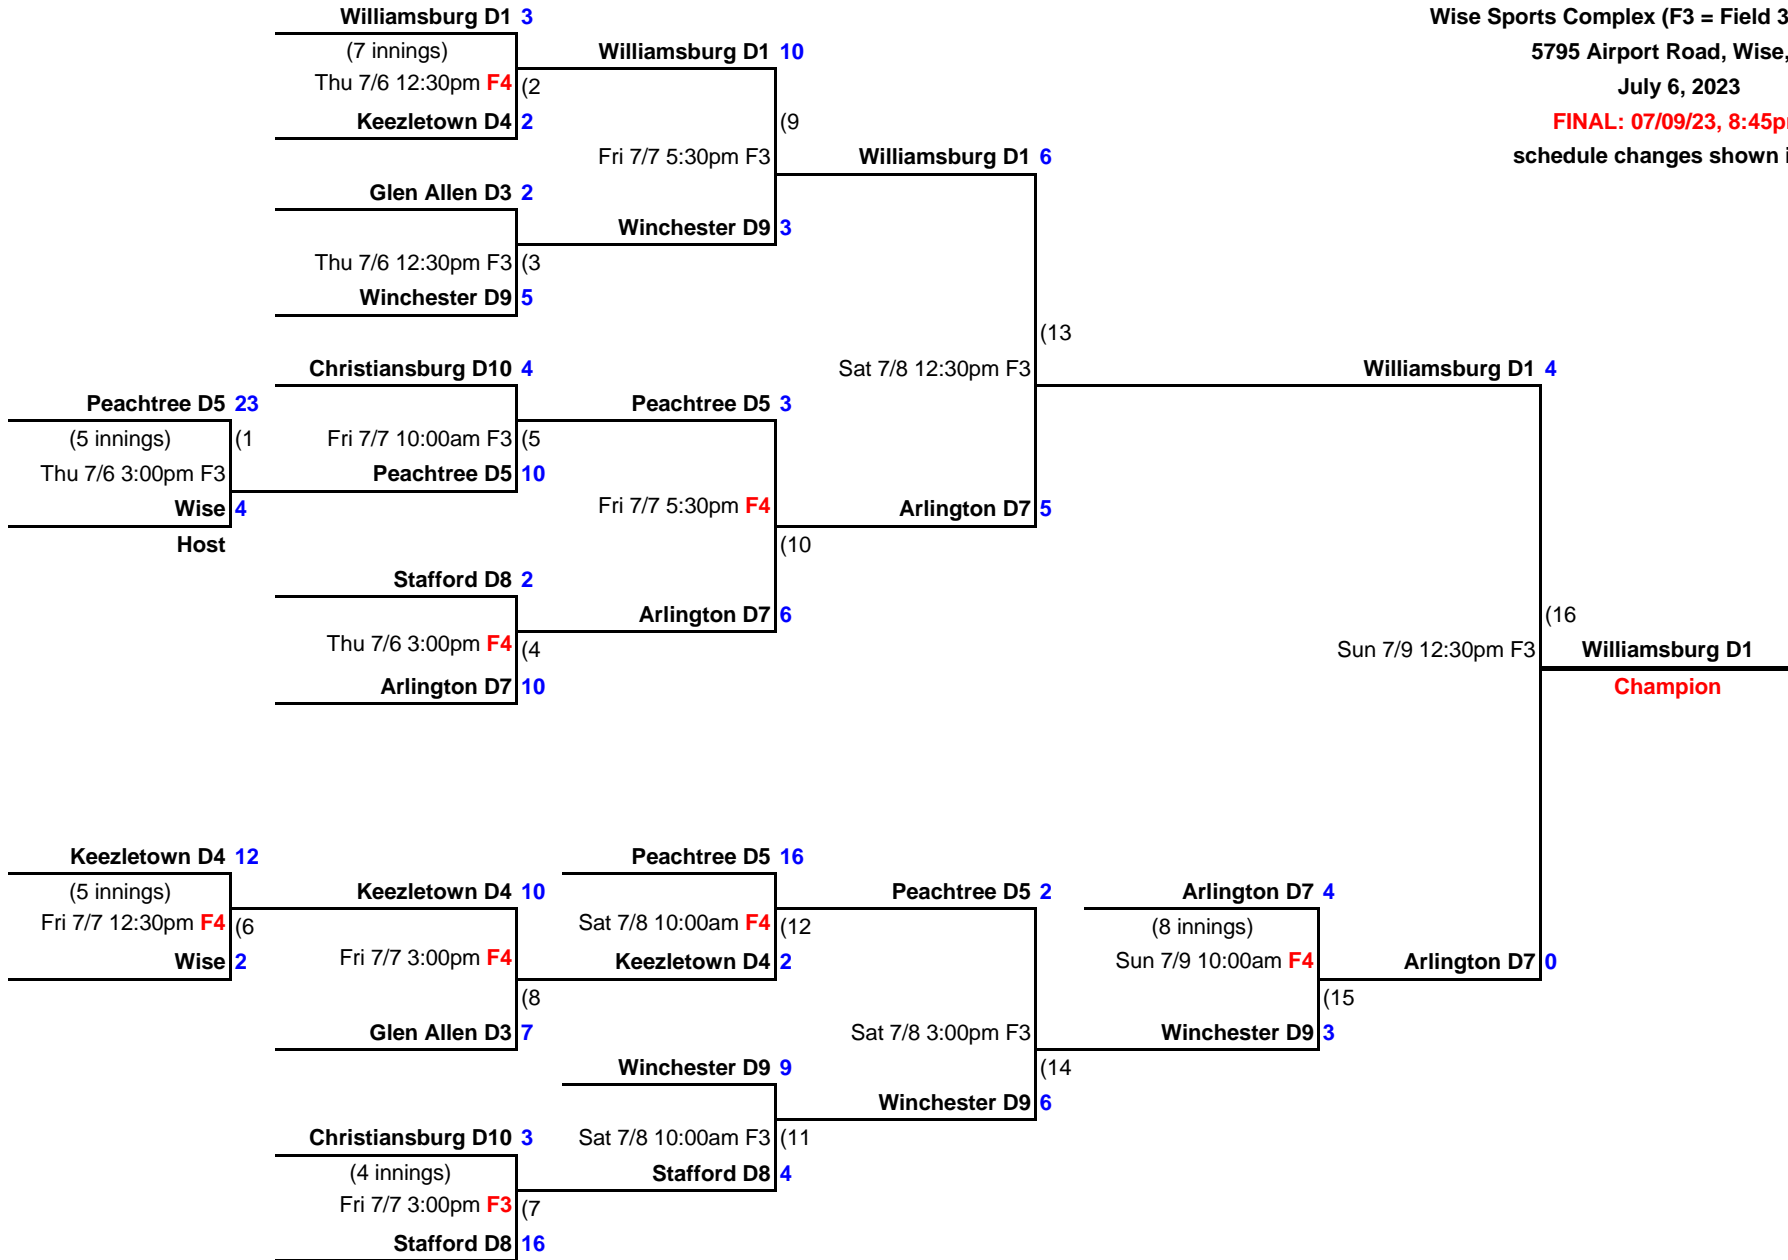 Williamsburg D1 3
(7 innings)
Thu 7/6 12:30pm F4 (2
Keezletown D4 2
Williamsburg D1 10
(9
Fri 7/7 5:30pm F3
Glen Allen D3 2
Thu 7/6 12:30pm F3 (3
Winchester D9 5
Winchester D9 3
Williamsburg D1 6
(13
Sat 7/8 12:30pm F3
Wise Sports Complex (F3 = Field 3
5795 Airport Road, Wise,
July 6, 2023
FINAL: 07/09/23, 8:45p
schedule changes shown i
Christiansburg D10 4
Peachtree D5 23
(5 innings) (1
Thu 7/6 3:00pm F3
Wise 4
Host
Fri 7/7 10:00am F3 (5
Peachtree D5 10
Peachtree D5 3
Fri 7/7 5:30pm F4
(10
Arlington D7 5
Stafford D8 2
Thu 7/6 3:00pm F4 (4
Arlington D7 10
Arlington D7 6
Williamsburg D1 4
(16
Sun 7/9 12:30pm F3
Williamsburg D1
Champion
Keezletown D4 12
(5 innings)
Fri 7/7 12:30pm F4 (6
Wise 2
Keezletown D4 10
Fri 7/7 3:00pm F4
(8
Glen Allen D3 7
Peachtree D5 16
Sat 7/8 10:00am F4 (12
Keezletown D4 2
Peachtree D5 2
Sat 7/8 3:00pm F3
(14
Winchester D9 6
Winchester D9 9
Sat 7/8 10:00am F3 (11
Stafford D8 4
Christiansburg D10 3
(4 innings)
Fri 7/7 3:00pm F3 (7
Stafford D8 16
Arlington D7 4
(8 innings)
Sun 7/9 10:00am F4
(15
Winchester D9 3
Arlington D7 0